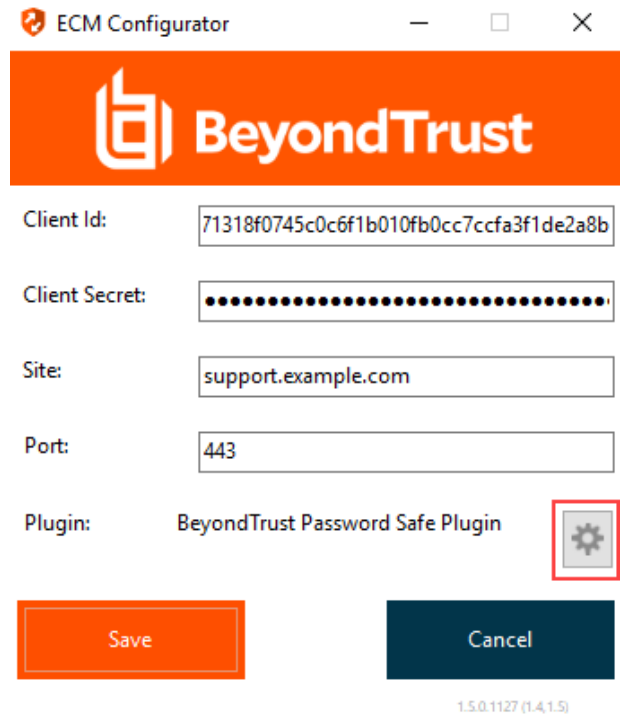 ECM Configurator
BeyondTrust
Client Id: 71318f0745c0c6f1b010fb0cc7ccfa3f1de2a8b
Client Secret: ••••••••••••••••••••••••••••••••••
Site: support.example.com
Port: 443
Plugin: BeyondTrust Password Safe Plugin
Save Cancel
1.5.0.1127 (1.4,1.5)